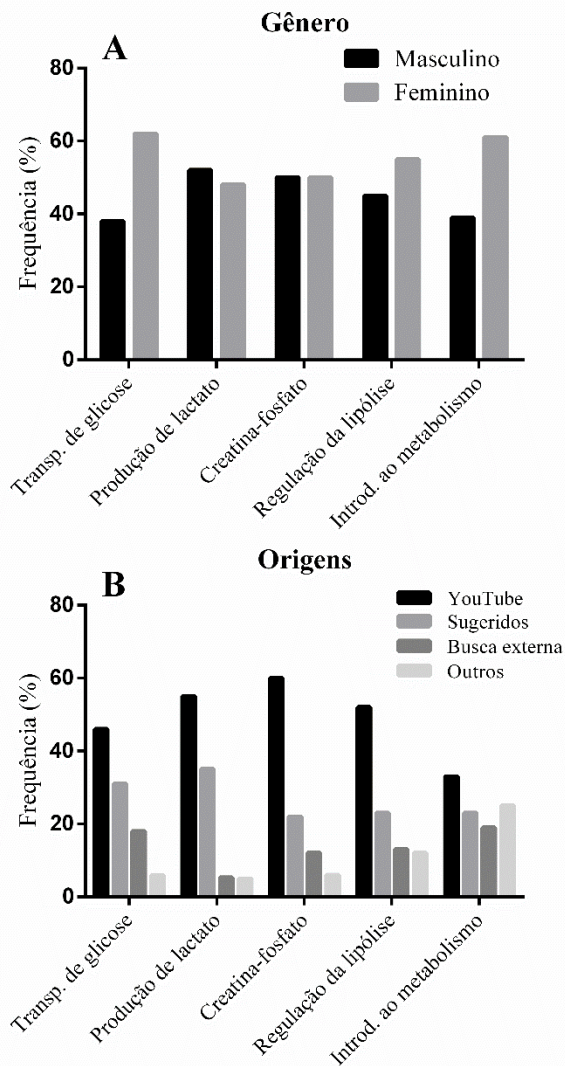 Gênero
A
Masculino
Feminino
Frequência (%)
80
60
40
20
0
Transp. de glicose
Produção de lactato
Creatina-fosfato
Regulação da lipólise
Introd. ao metabolismo
Origens
B
YouTube
Sugeridos
Busca externa
Outros
Frequência (%)
80
60
40
20
0
Transp. de glicose
Produção de lactato
Creatina-fosfato
Regulação da lipólise
Introd. ao metabolismo